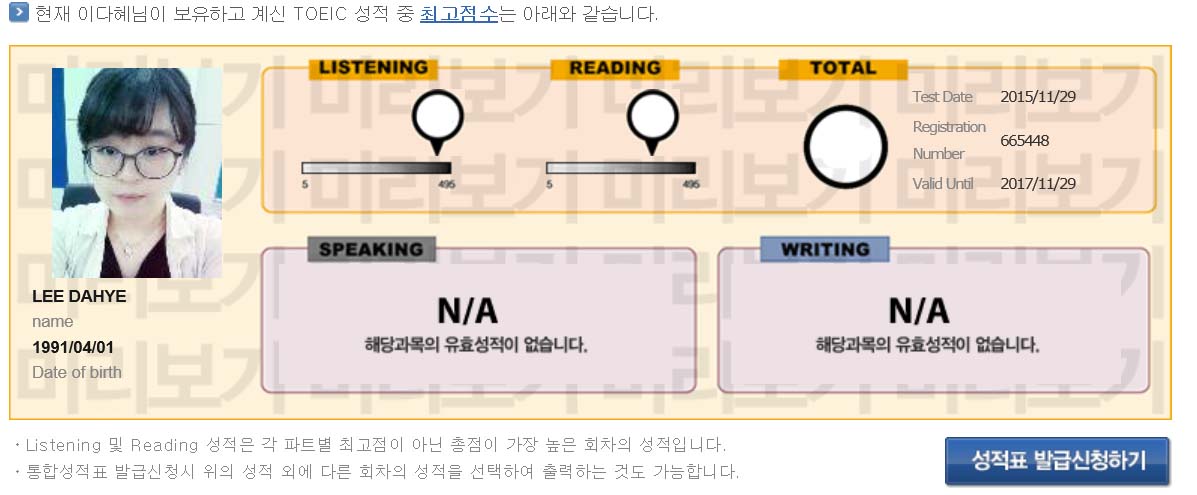 현재 이다혜님이 보유하고 계신 TOEIC 성적 중 최고점수는 아래와 같습니다.
미리보기 미리보기 미리보기 미리보기
LISTENING
READING
TOTAL
5 495
5 495
Test Date 2015/11/29
Registration Number 665448
Valid Until 2017/11/29
LEE DAHYE
name
1991/04/01
Date of birth
SPEAKING
N/A
해당과목의 유효성적이 없습니다.
WRITING
N/A
해당과목의 유효성적이 없습니다.
· Listening 및 Reading 성적은 각 파트별 최고점이 아닌 총점이 가장 높은 회차의 성적입니다.
· 통합성적표 발급신청시 위의 성적 외에 다른 회차의 성적을 선택하여 출력하는 것도 가능합니다.
성적표 발급신청하기